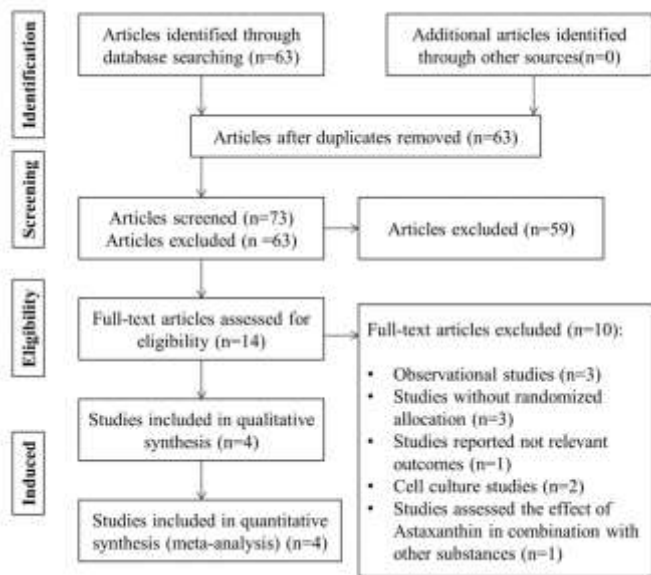 Identification
Articles identified through
database searching (n=63)
Additional articles identified
through other sources(n=0)
Articles after duplicates removed (n=63)
Screening
Articles screened (n=73)
Articles excluded (n =63)
Articles excluded (n=59)
Eligibility
Full-text articles assessed for
eligibility (n=14)
Full-text articles excluded (n=10):
• Observational studies (n=3)
• Studies without randomized
allocation (n=3)
• Studies reported not relevant
outcomes (n=1)
• Cell culture studies (n=2)
• Studies assessed the effect of
Astaxanthin in combination with
other substances (n=1)
Induced
Studies included in qualitative
synthesis (n=4)
Studies included in quantitative
synthesis (meta-analysis) (n=4)